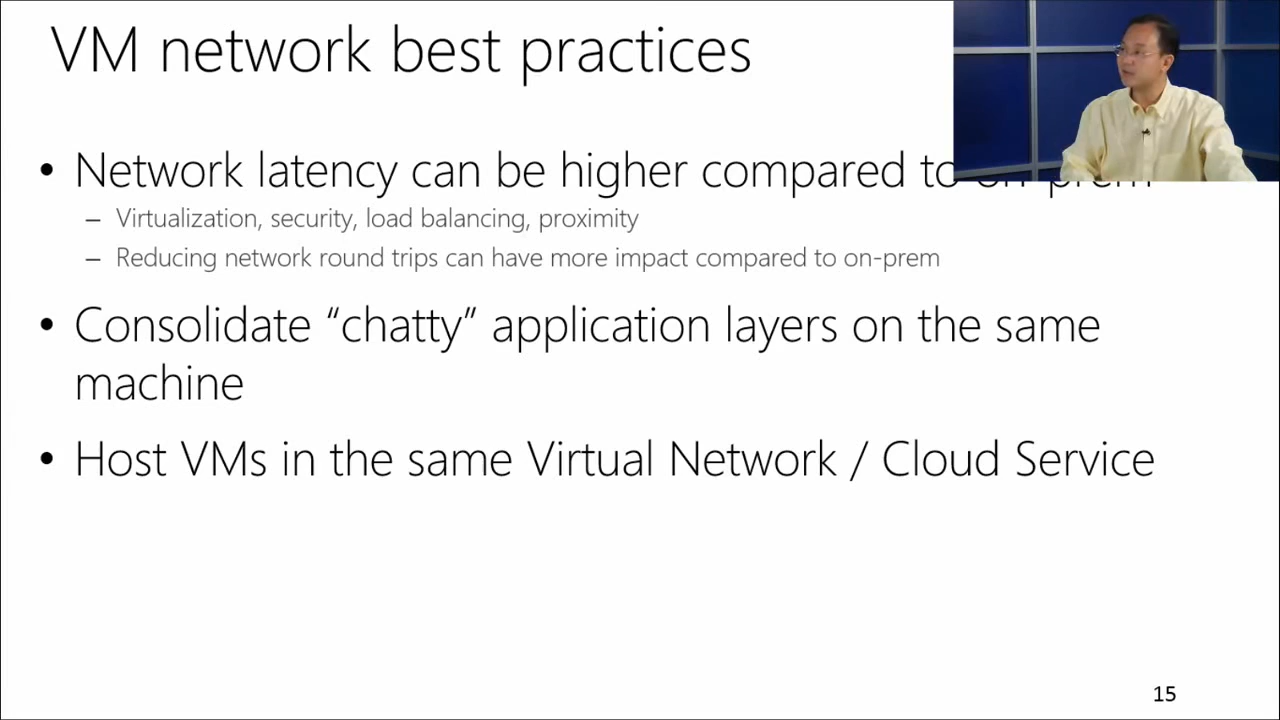 VM network best practices
• Network latency can be higher compared to on-prem
– Virtualization, security, load balancing, proximity
– Reducing network round trips can have more impact compared to on-prem
• Consolidate “chatty” application layers on the same
machine
• Host VMs in the same Virtual Network / Cloud Service
15